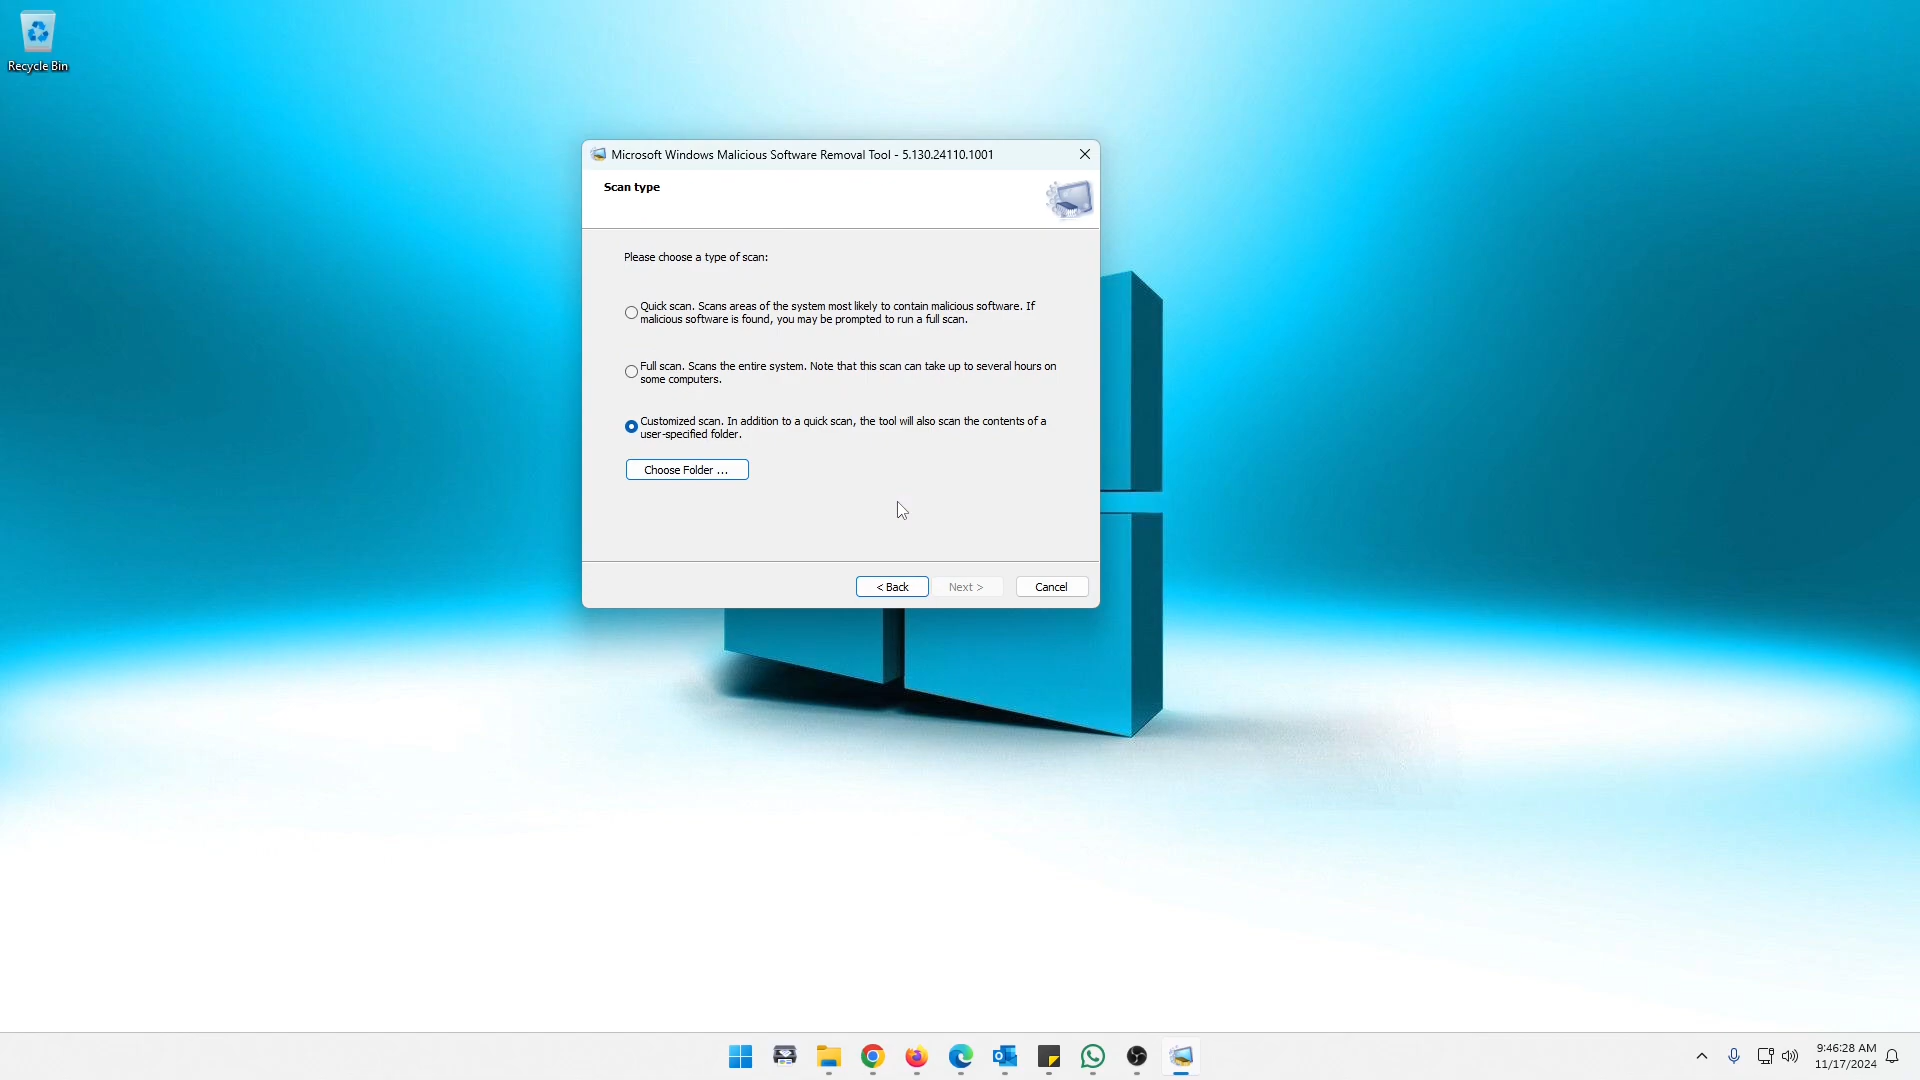 Recycle Bin
Microsoft Windows Malicious Software Removal Tool - 5.130.24110.1001
Scan type
Please choose a type of scan:
Quick scan. Scans areas of the system most likely to contain malicious software. If
malicious software is found, you may be prompted to run a full scan.
Full scan. Scans the entire system. Note that this scan can take up to several hours on
some computers.
Customized scan. In addition to a quick scan, the tool will also scan the contents of a
user-specified folder.
Choose Folder ...
< Back
Next >
Cancel
9:46:28 AM
11/17/2024